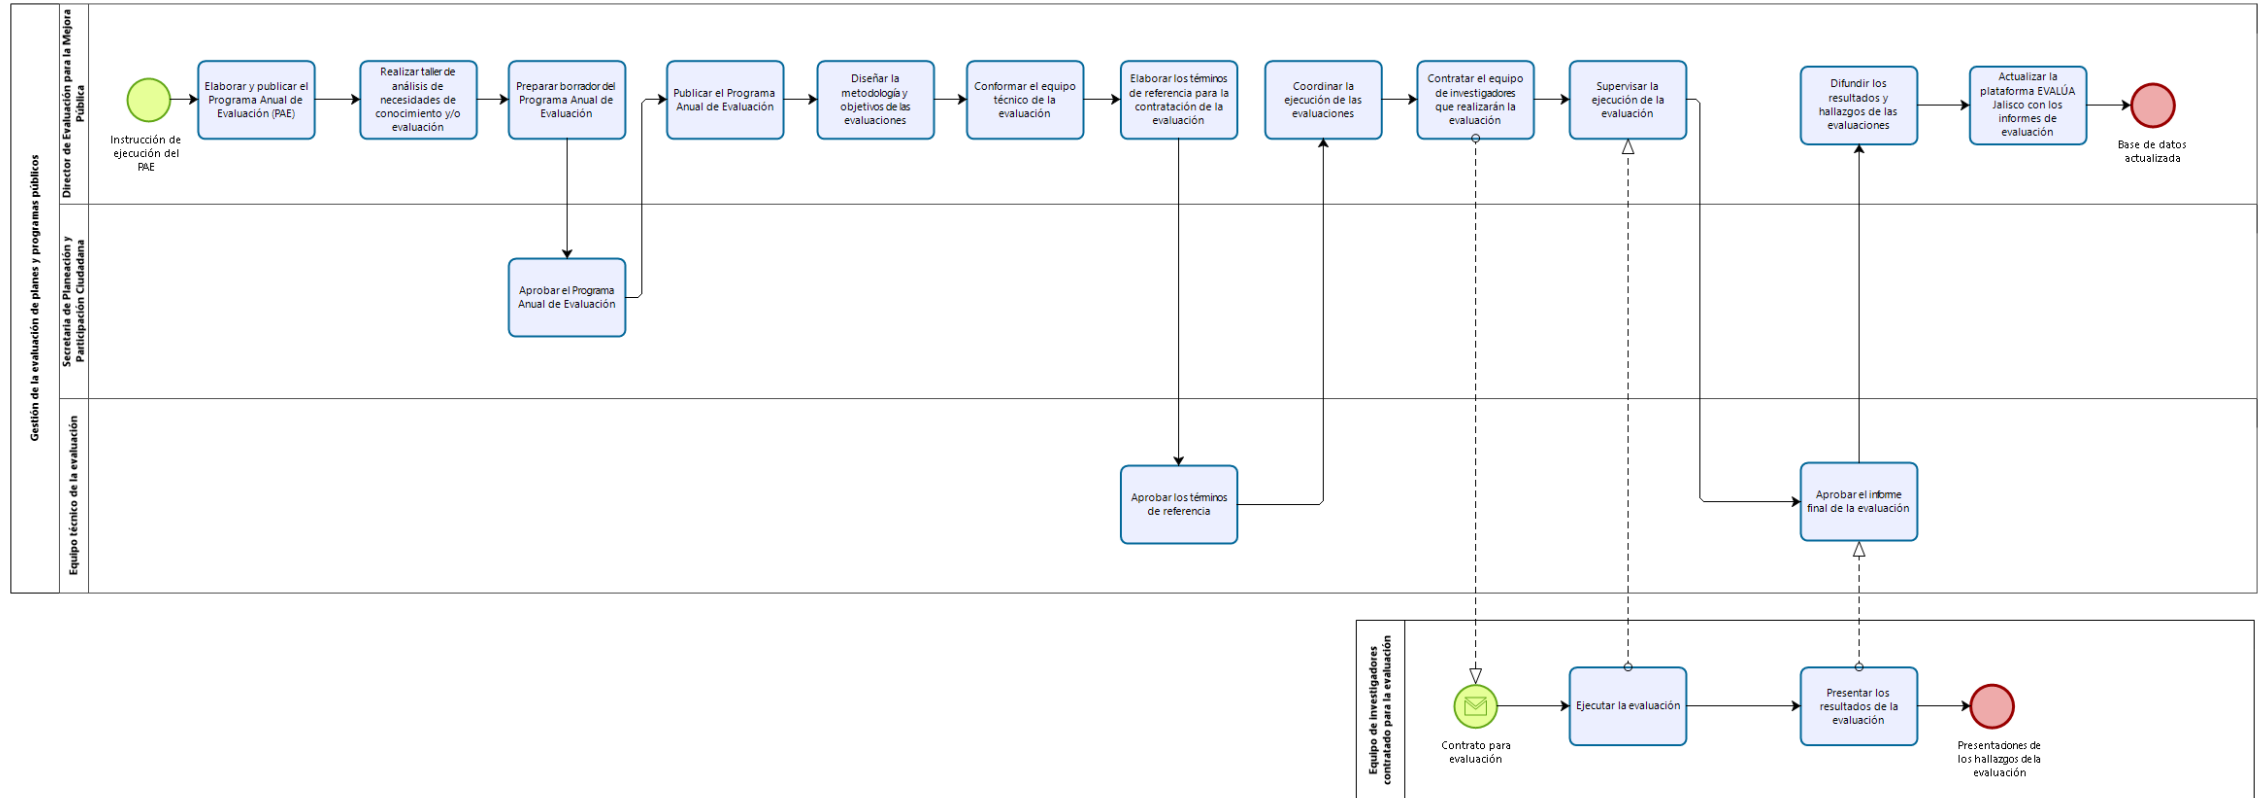 Gestión de la evaluación de planes y programas públicos
Director de Evaluación para la Mejora
Pública
Instrucción de
ejecución del
PAE
Elaborar y publicar el
Programa Anual de
Evaluación (PAE)
Realizar taller de
análisis de
necesidades de
conocimiento y/o
evaluación
Preparar borrador del
Programa Anual de
Evaluación
Publicar el Programa
Anual de Evaluación
Diseñar la
metodología y
objetivos de las
evaluaciones
Conformar el equipo
técnico de la
evaluación
Elaborar los términos
de referencia para la
contratación de la
evaluación
Coordinar la
ejecución de las
evaluaciones
Contratar el equipo
de investigadores
que realizarán la
evaluación
Supervisar la
ejecución de la
evaluación
Difundir los
resultados y
hallazgos de las
evaluaciones
Actualizar la
plataforma EVALÚA
Jalisco con los
informes de
evaluación
Base de datos
actualizada
Secretaria de Planeación y
Participación Ciudadana
Aprobar el Programa
Anual de Evaluación
Equipo técnico de la evaluación
Aprobar los términos
de referencia
Aprobar el informe
final de la evaluación
Equipo de investigadores
contratado para la evaluación
Contrato para
evaluación
Ejecutar la evaluación
Presentar los
resultados de la
evaluación
Presentaciones de
los hallazgos de la
evaluación